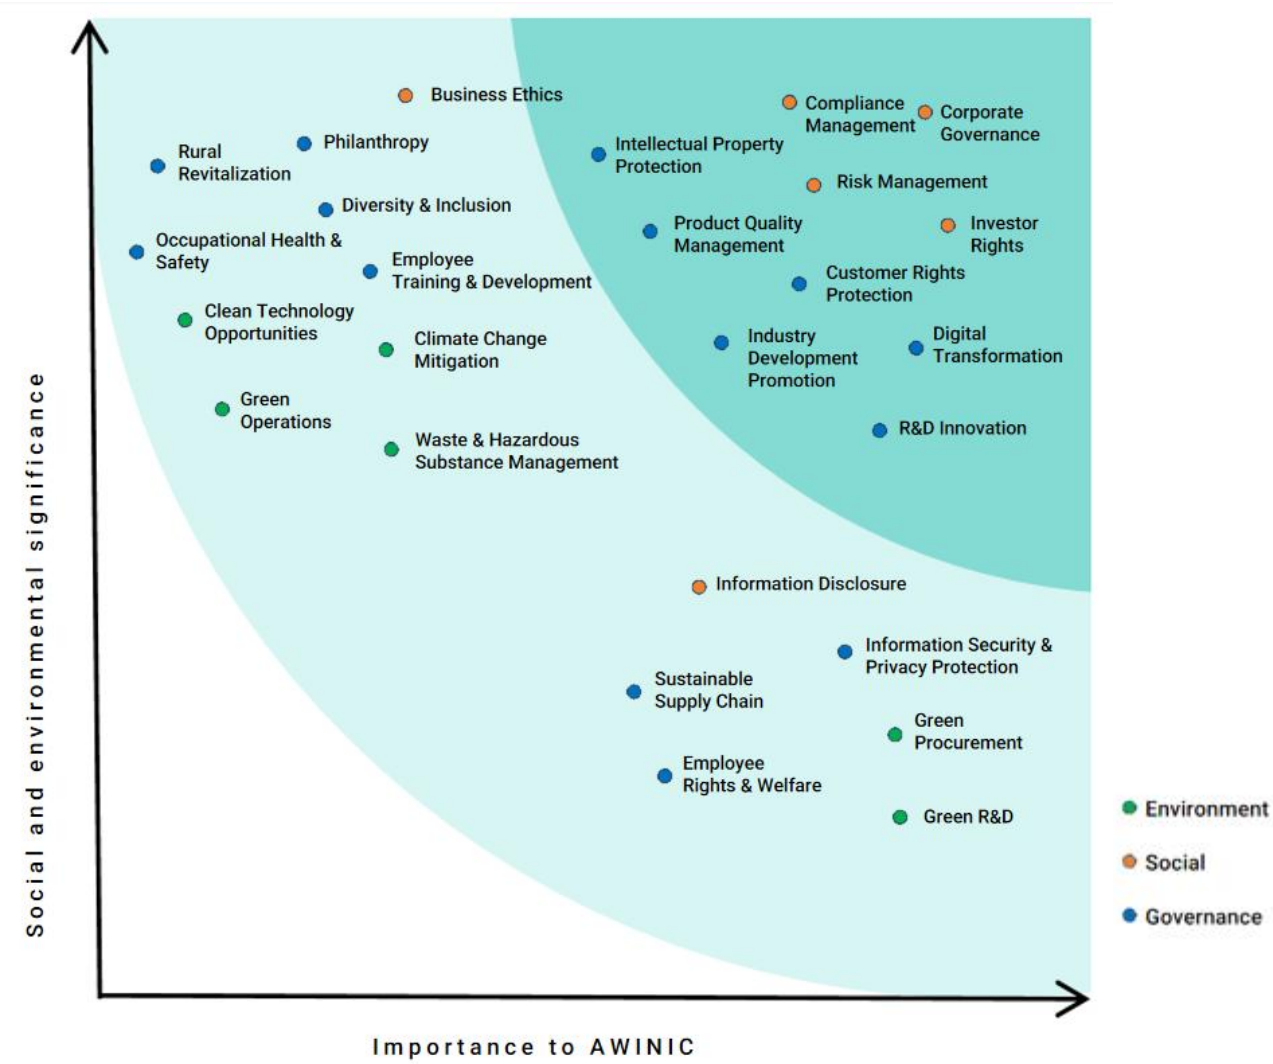 Business Ethics
Compliance
Management
Corporate
Governance
Philanthropy
Intellectual Property
Protection
Rural
Revitalization
Risk Management
Diversity & Inclusion
Product Quality
Management
Investor
Rights
Occupational Health &
Safety
Employee
Training & Development
Customer Rights
Protection
Clean Technology
Opportunities
Climate Change
Mitigation
Industry
Development
Promotion
Digital
Transformation
Green
Operations
R&D Innovation
Waste & Hazardous
Substance Management
Information Disclosure
Information Security &
Privacy Protection
Sustainable
Supply Chain
Green
Procurement
Employee
Rights & Welfare
Green R&D
Environment
Social
Governance
Social and environmental significance
Importance to AWINIC